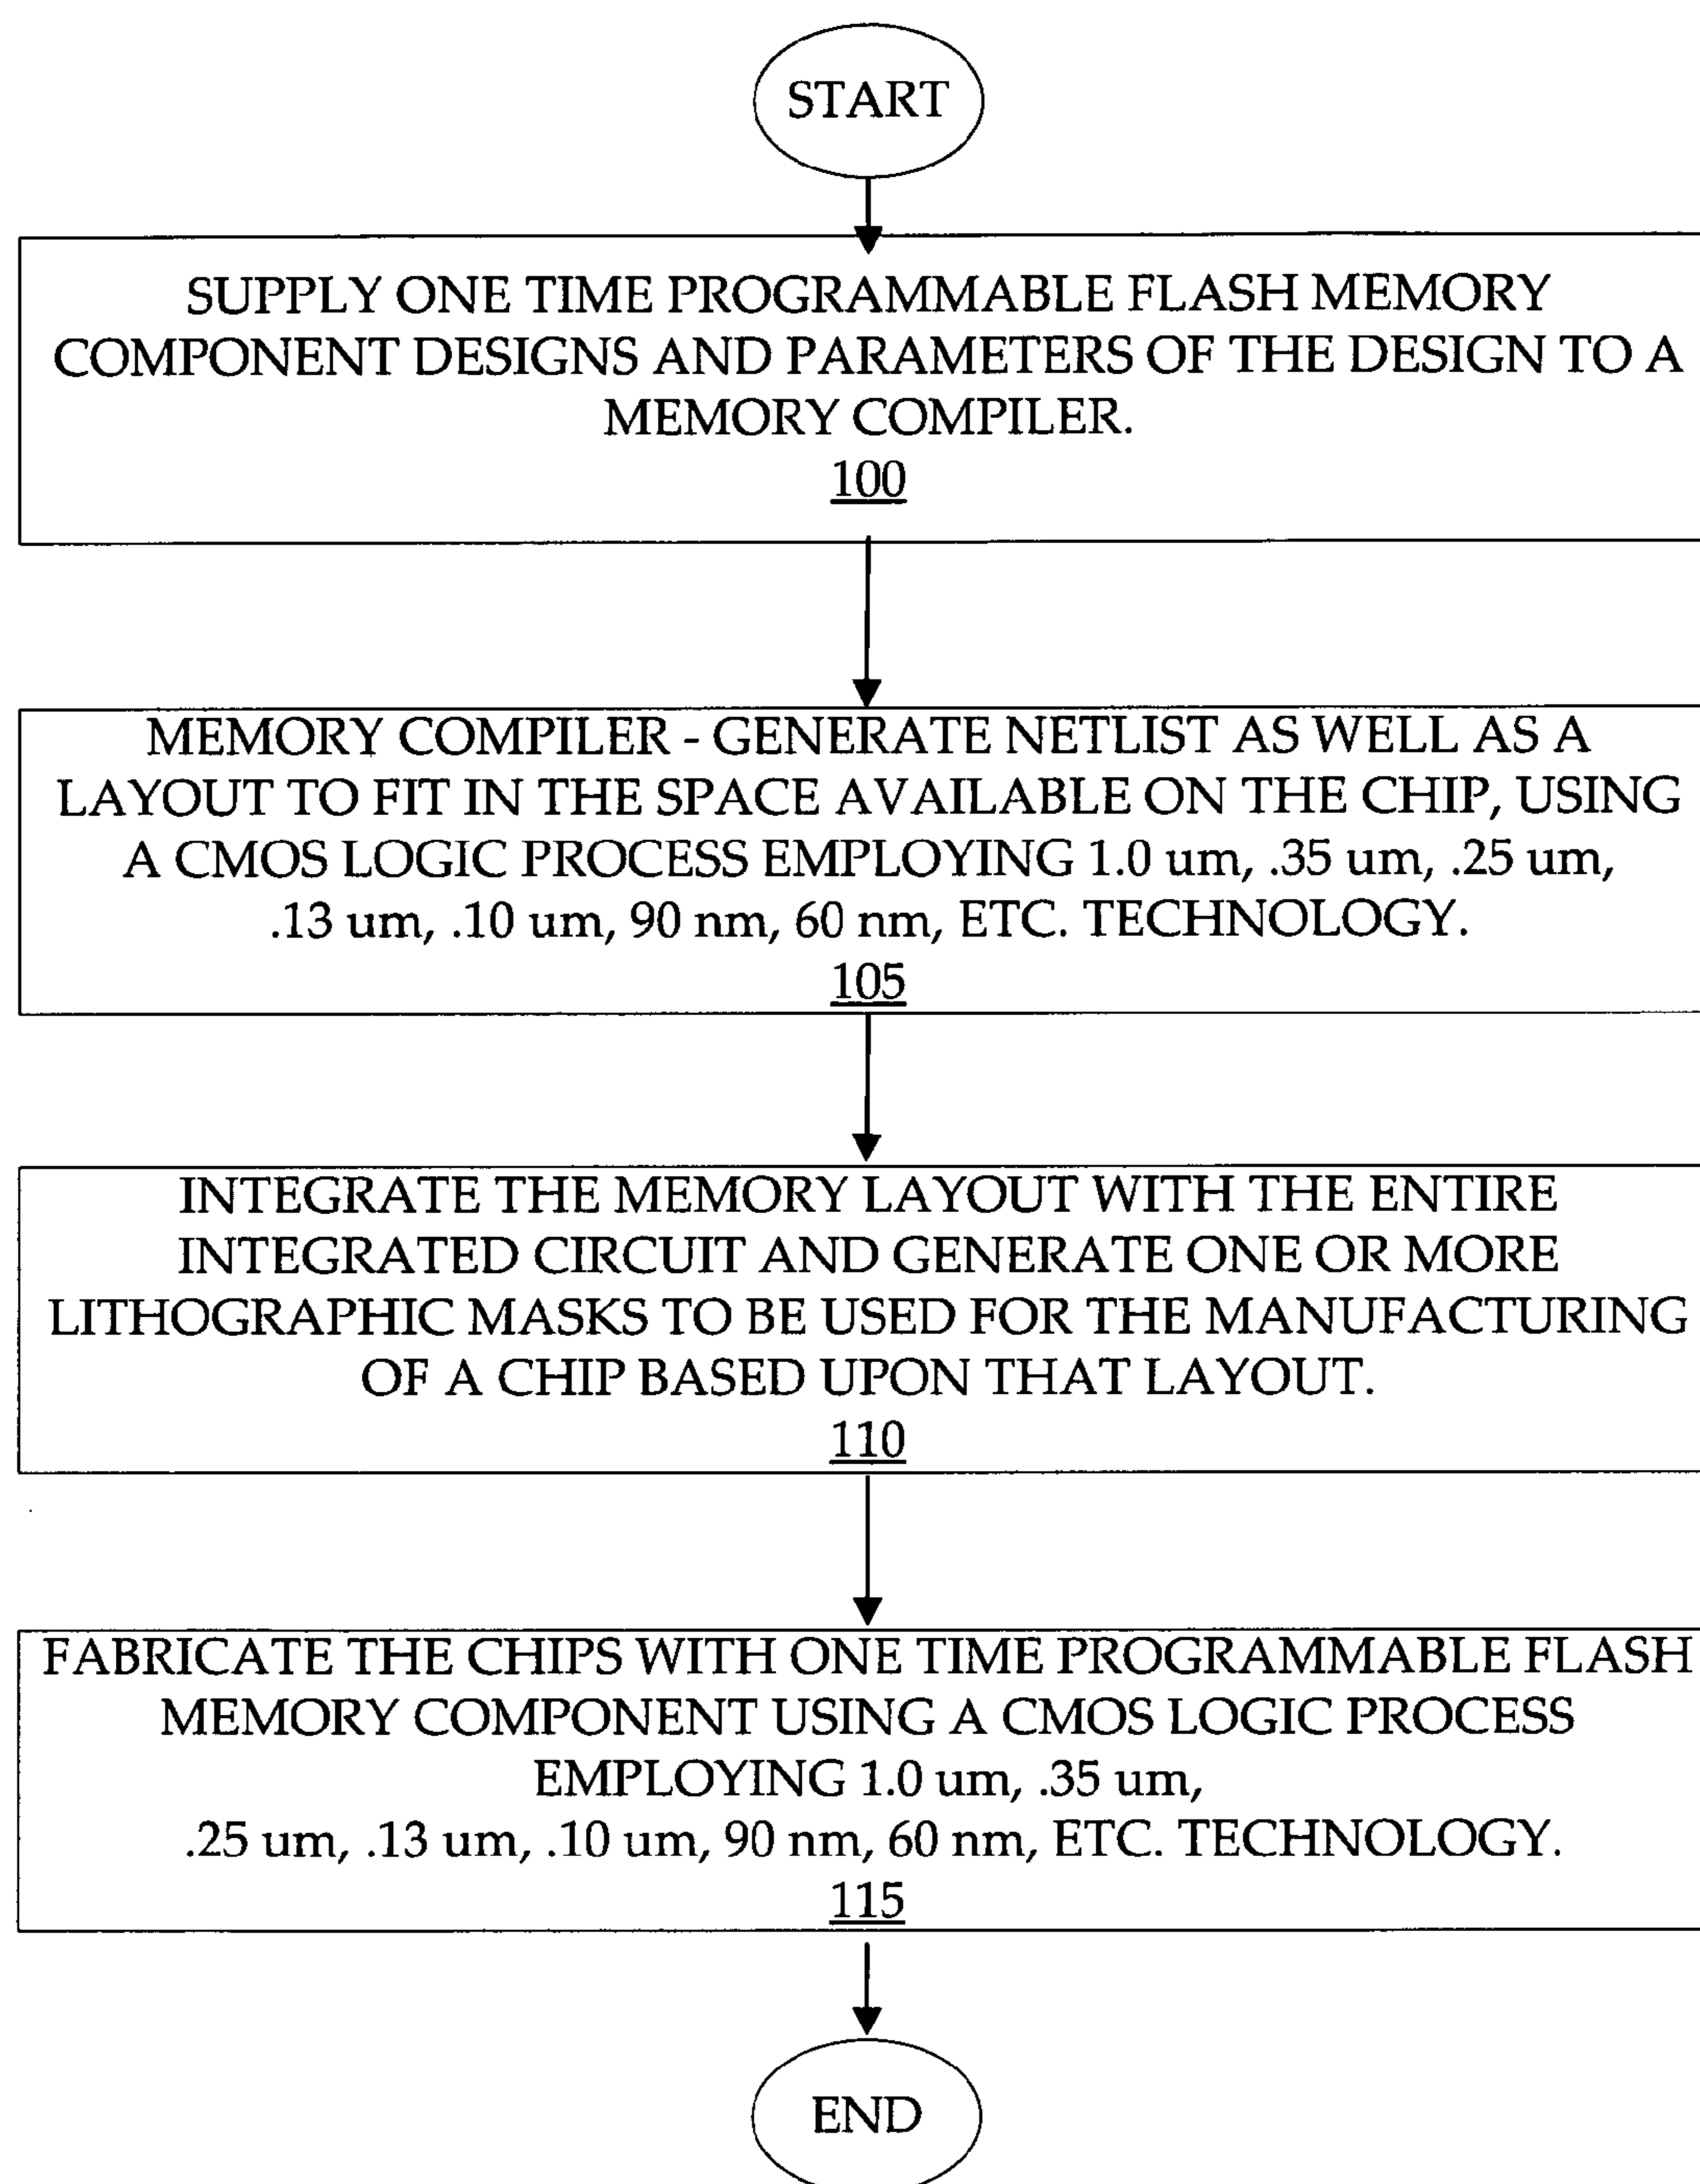 START
SUPPLY ONE TIME PROGRAMMABLE FLASH MEMORY
COMPONENT DESIGNS AND PARAMETERS OF THE DESIGN TO A
MEMORY COMPILER.
100
MEMORY COMPILER - GENERATE NETLIST AS WELL AS A
LAYOUT TO FIT IN THE SPACE AVAILABLE ON THE CHIP, USING
A CMOS LOGIC PROCESS EMPLOYING 1.0 um, .35 um, .25 um,
.13 um, .10 um, 90 nm, 60 nm, ETC. TECHNOLOGY.
105
INTEGRATE THE MEMORY LAYOUT WITH THE ENTIRE
INTEGRATED CIRCUIT AND GENERATE ONE OR MORE
LITHOGRAPHIC MASKS TO BE USED FOR THE MANUFACTURING
OF A CHIP BASED UPON THAT LAYOUT.
110
FABRICATE THE CHIPS WITH ONE TIME PROGRAMMABLE FLASH
MEMORY COMPONENT USING A CMOS LOGIC PROCESS
EMPLOYING 1.0 um, .35 um,
.25 um, .13 um, .10 um, 90 nm, 60 nm, ETC. TECHNOLOGY.
115
END